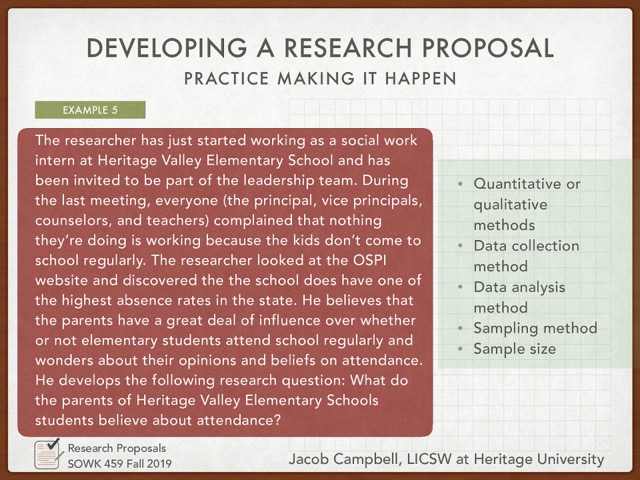 DEVELOPING A RESEARCH PROPOSAL
PRACTICE MAKING IT HAPPEN
EXAMPLE 5
The researcher has just started working as a social work
intern at Heritage Valley Elementary School and has
been invited to be part of the leadership team. During
the last meeting, everyone (the principal, vice principals,
counselors, and teachers) complained that nothing
they're doing is working because the kids don't come to
school regularly. The researcher looked at the OSPI
website and discovered the the school does have one of
the highest absence rates in the state. He believes that
the parents have a great deal of influence over whether
or not elementary students attend school regularly and
wonders about their opinions and beliefs on attendance.
He develops the following research question: What do
the parents of Heritage Valley Elementary Schools
students believe about attendance?
• Quantitative or
qualitative
methods
• Data collection
method
• Data analysis
method
• Sampling method
• Sample size
Research Proposals
SOWK 459 Fall 2019
Jacob Campbell, LICSW at Heritage University